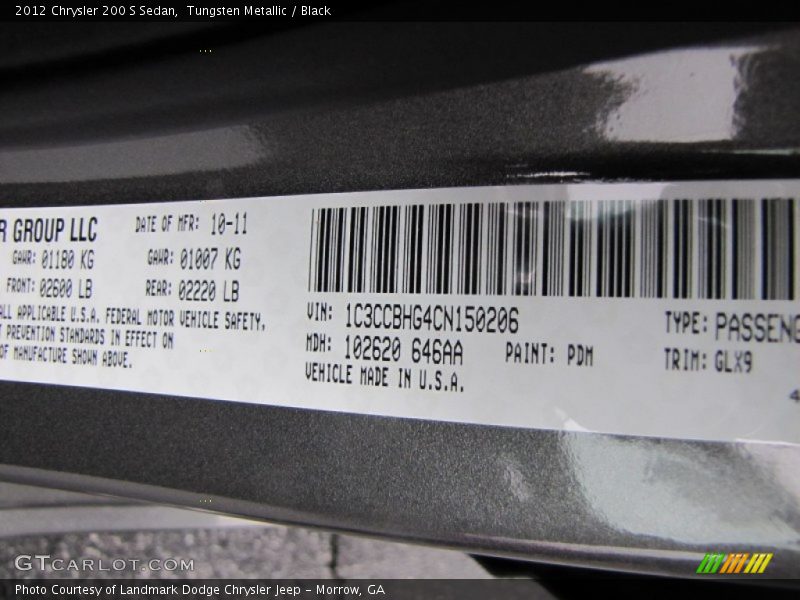 2012 Chrysler 200 S Sedan,  Tungsten Metallic / Black
R GROUP LLC
DATE OF MFR: 10-11
GAWR: 01180 KG
GAWR: 01007 KG
FRONT: 02600 LB
REAR: 02220 LB
ALL APPLICABLE U.S.A. FEDERAL MOTOR VEHICLE SAFETY,
T PREVENTION STANDARDS IN EFFECT ON
OF MANUFACTURE SHOWN ABOVE.
VIN: 1C3CCBHG4CN150206
TYPE: PASSENG
MDH: 102620 646AA
PAINT: PDM
TRIM: GLX9
VEHICLE MADE IN U.S.A.
4
GTCARLOT.COM
Photo Courtesy of Landmark Dodge Chrysler Jeep – Morrow, GA